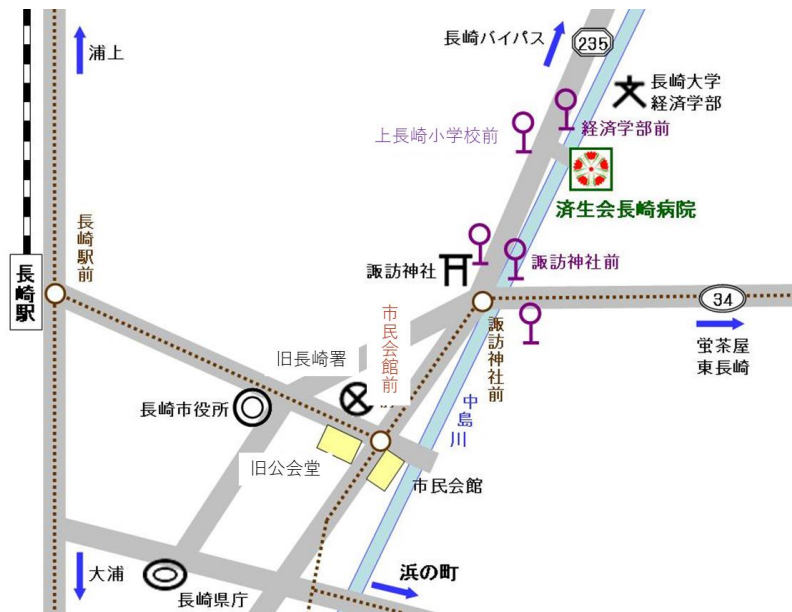 浦上
長崎バイパス
235
長崎大学
経済学部
上長崎小学校前
経済学部前
済生会長崎病院
長崎駅前
長崎駅
諏訪神社
諏訪神社前
34
蛍茶屋
東長崎
諏訪神社前
市民会館前
旧長崎署
長崎市役所
中島川
旧公会堂
市民会館
大浦
長崎県庁
浜の町